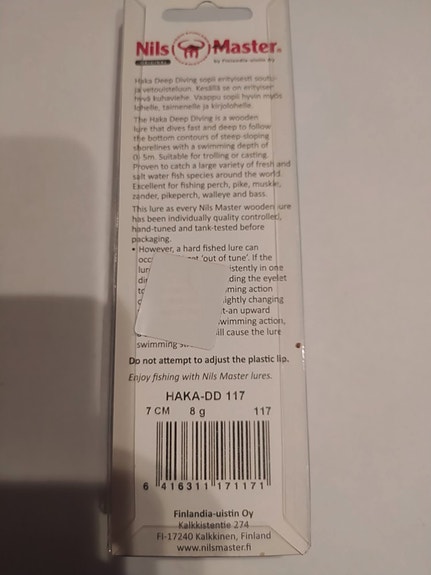 Nils Master®
ORIGINAL by Finlandia-uistin Oy
Haka Deep Diving sopii erityisesti soutu-
ja vetouisteluun. Kesällä se on erityisen
hyvä kuhaviehe. Vaappu sopii hyvin myös
lohelle, taimenelle ja kirjolohelle.
The Haka Deep Diving is a wooden
lure that dives fast and deep to follow
the bottom contours of steep-sloping
shorelines with a swimming depth of
5m. Suitable for trolling or casting.
Proven to catch a large variety of fresh and
salt water fish species around the world.
Excellent for fishing perch, pike, muskie,
zander, pikeperch, walleye and bass.
This lure as every Nils Master wooden lure
has been individually quality controlled,
hand-tuned and tank-tested before
packaging.
• However, a hard fished lure can
occ 'out of tune'. If the
lur istently in one
dir ding the eyelet
ming action
ightly changing
t-an upward
swimming action,
ill cause the lure
swimming
Do not attempt to adjust the plastic lip.
Enjoy fishing with Nils Master lures.
HAKA-DD 117
7 CM 8 g 117
6 416311 171171
Finlandia-uistin Oy
Kalkkistentie 274
FI-17240 Kalkkinen, Finland
www.nilsmaster.fi